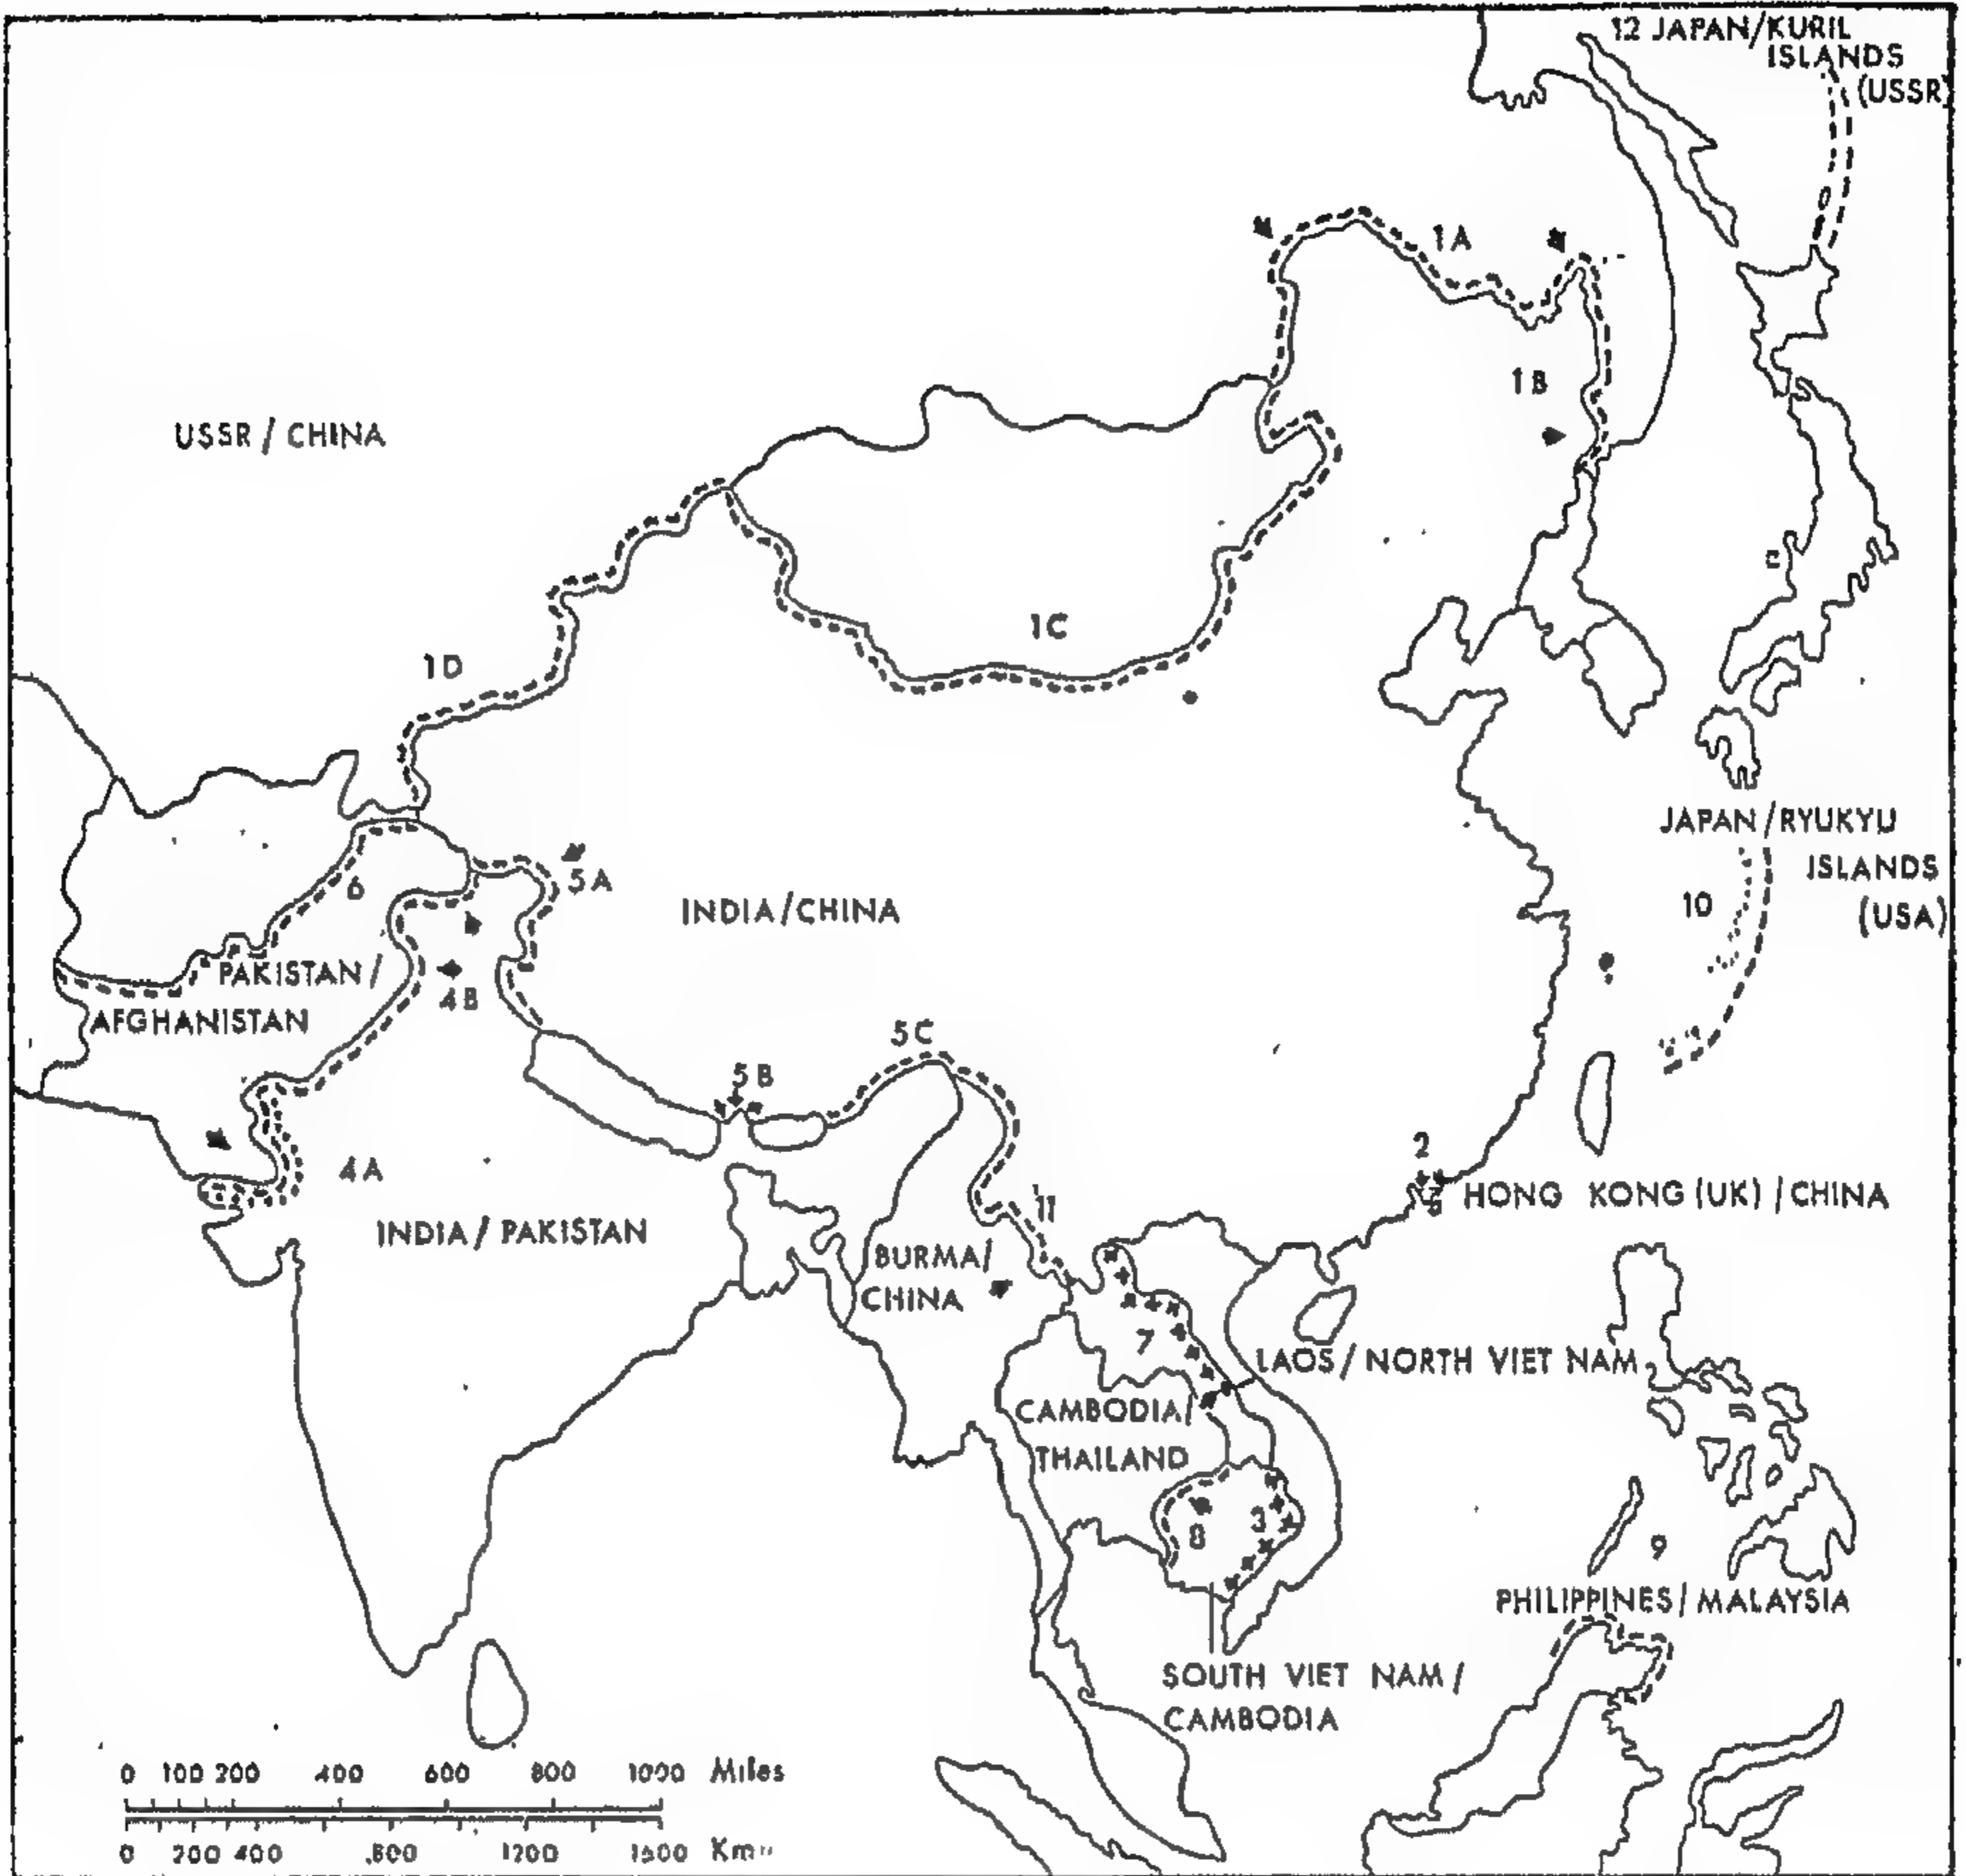 12 JAPAN/KURIL
ISLANDS
(USSR)
1A
1B
USSR / CHINA
1C
1D
JAPAN/RYUKYU
ISLANDS
(USA)
10
5A
6
INDIA/CHINA
PAKISTAN/
AFGHANISTAN
4B
5C
5B
2
HONG KONG (UK) / CHINA
4A
11
INDIA/ PAKISTAN
BURMA/
CHINA
7
LAOS/ NORTH VIET NAM
CAMBODIA/
THAILAND
8
3
9
PHILIPPINES/ MALAYSIA
SOUTH VIET NAM/
CAMBODIA
0 100 200 400 600 800 1000 Miles
0 200 400 800 1200 1600 Km